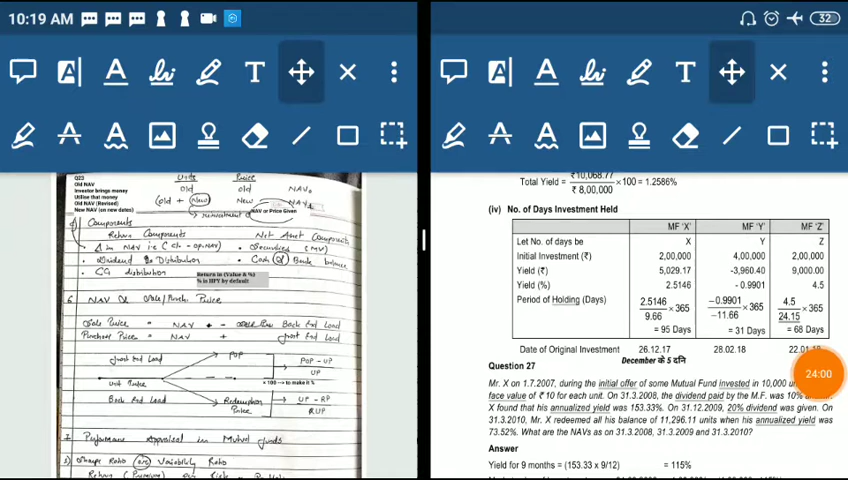 10:19 AM
32
Q23
Old NAV
Investor brings money
Utilise that money
Old NAV (Revised)
New NAV (on new dates)
Units Price
Old old NAV₀
(old + New) New NAV₁
reinvestment
NAV or Price Given
Components
Return Components Net Asset Components
Δ in NAV i.e (cl - op.NAV) • Securities (MV)
• Dividend Distribution • Cash & Bank balance
• CG distribution
Return in (Value & %)
% is HPY by default
6. NAV & Sale/Purch. Price
Sale Price = NAV - Back End Load
Purchase Price = NAV + front End Load
front End Load POP POP - UP
UP
unit Price
x 100 --> to make it %
Back End Load Redemption Price UP - RP
UP
7. Performance Appraisal in Mutual funds
1) Sharpe Ratio (or) Variability Ratio
Total Yield = ₹10,068.77 / ₹ 8,00,000 x100 = 1.2586%
(iv) No. of Days Investment Held
MF 'X' MF 'Y' MF 'Z'
Let No. of days be X Y Z
Initial Investment (₹) 2,00,000 4,00,000 2,00,000
Yield (₹) 5,029.17 -3,960.40 9,000.00
Yield (%) 2.5146 - 0.9901 4.5
Period of Holding (Days) 2.5146 / 9.66 x365 -0.9901 / -11.66 x365 4.5 / 24.15 x365
= 95 Days = 31 Days = 68 Days
Date of Original Investment 26.12.17 28.02.18 22.01
December के 5 दिन
24:00
Question 27
Mr. X on 1.7.2007, during the initial offer of some Mutual Fund invested in 10,000
face value of ₹ 10 for each unit. On 31.3.2008, the dividend paid by the M.F. was 10%
X found that his annualized yield was 153.33%. On 31.12.2009, 20% dividend was given. On
31.3.2010, Mr. X redeemed all his balance of 11,296.11 units when his annualized yield was
73.52%. What are the NAVs as on 31.3.2008, 31.3.2009 and 31.3.2010?
Answer
Yield for 9 months = (153.33 x 9/12) = 115%